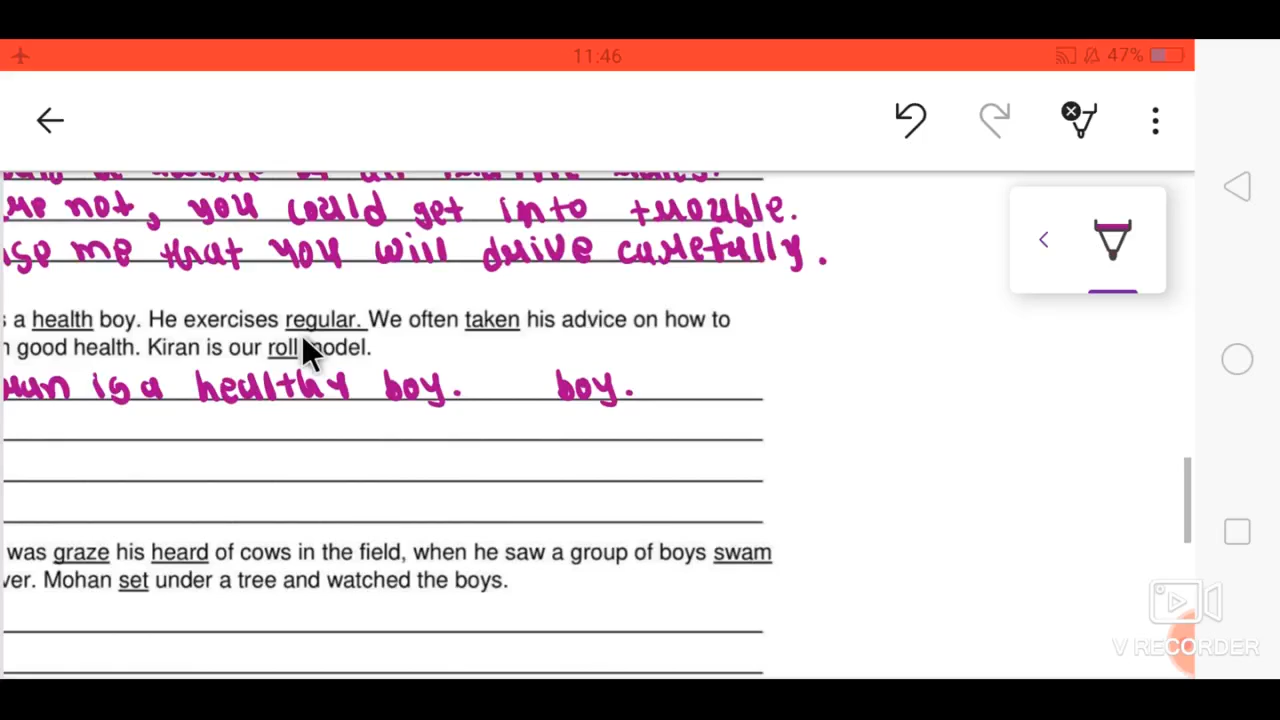 11:46
47%
not, you could get into trouble.
me that you will drive carefully.
s a health boy. He exercises regular. We often taken his advice on how to
good health. Kiran is our roll model.
is a healthy boy. boy.
was graze his heard of cows in the field, when he saw a group of boys swam
ver. Mohan set under a tree and watched the boys.
V RECORDER